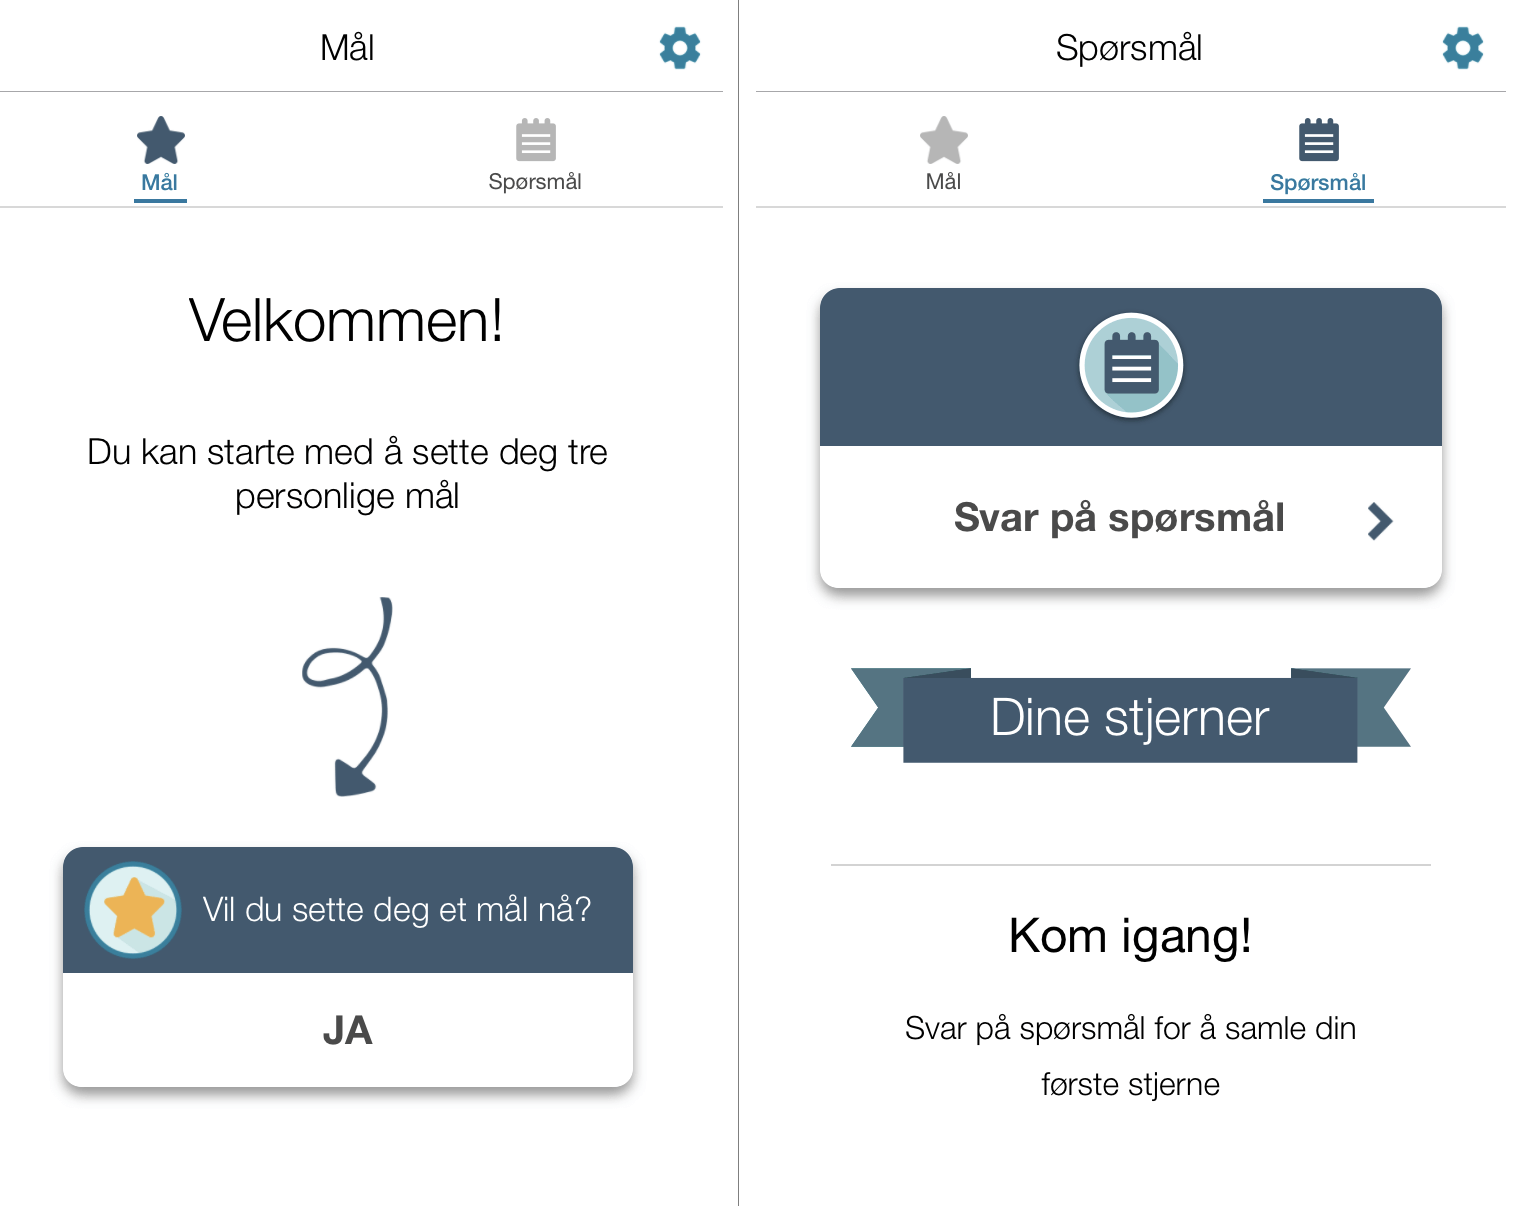 Mål
Mål
Spørsmål
Velkommen!
Du kan starte med å sette deg tre
personlige mål
Vil du sette deg et mål nå?
JA
Spørsmål
Mål
Spørsmål
Svar på spørsmål
Dine stjerner
Kom igang!
Svar på spørsmål for å samle din
første stjerne